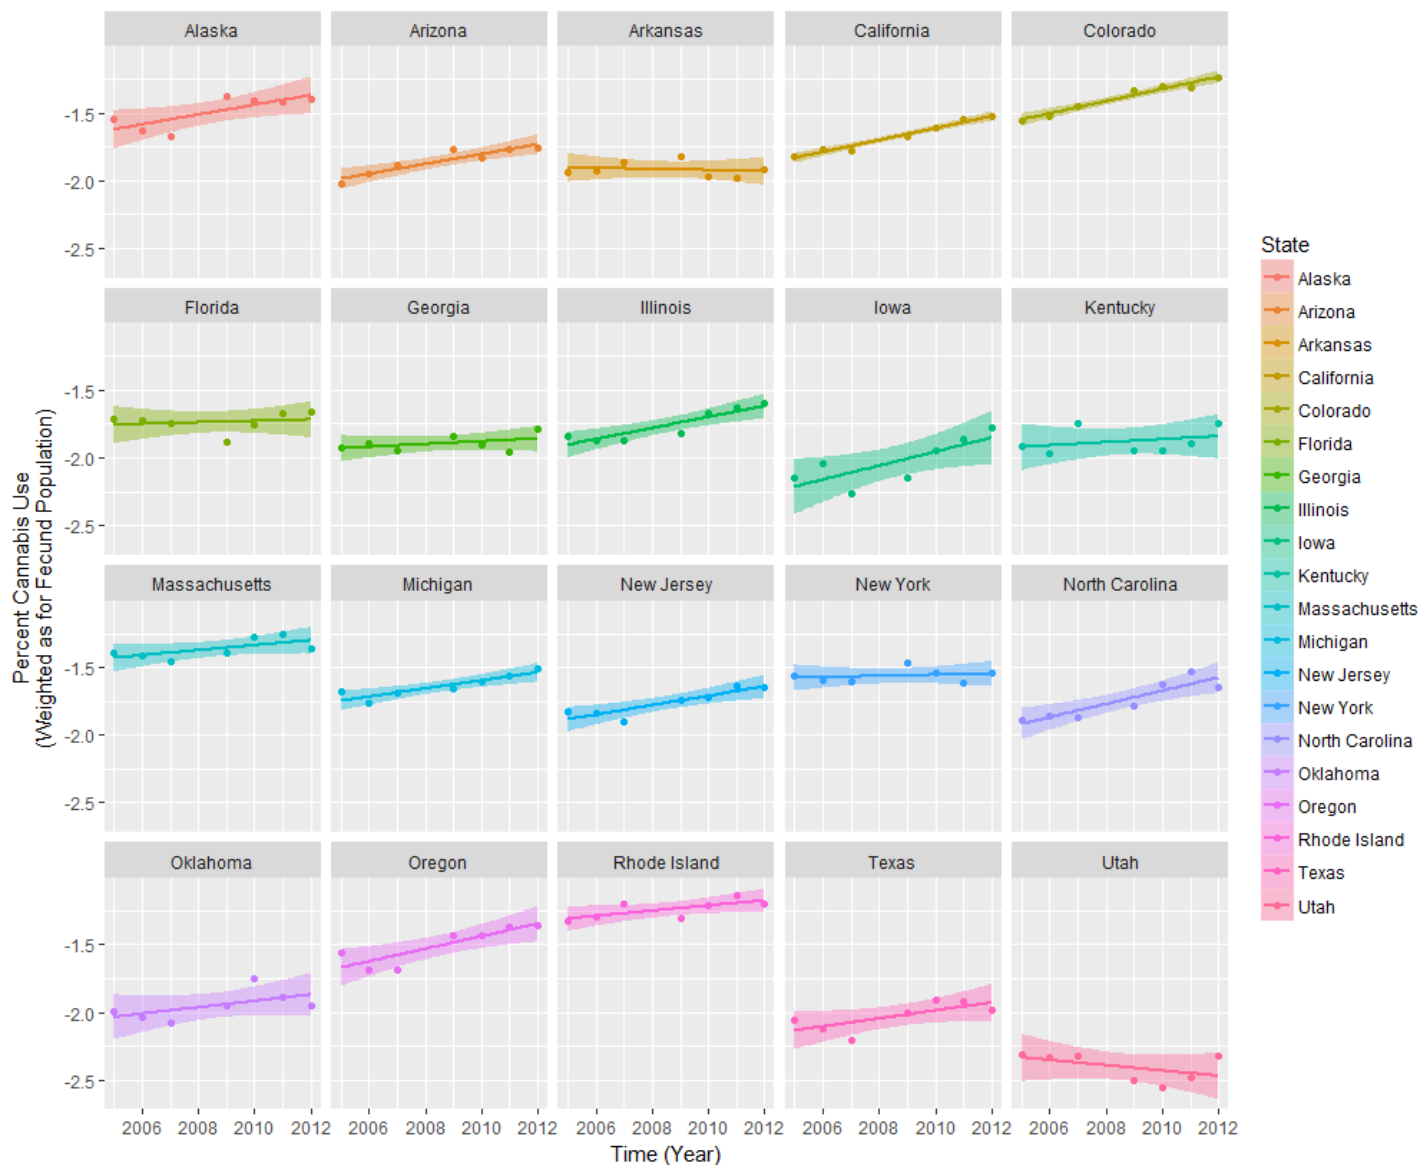 Alaska
Arizona
Arkansas
California
Colorado
-1.5
-2.0
-2.5
Florida
Georgia
Illinois
Iowa
Kentucky
-1.5
-2.0
-2.5
Massachusetts
Michigan
New Jersey
New York
North Carolina
-1.5
-2.0
-2.5
Oklahoma
Oregon
Rhode Island
Texas
Utah
-1.5
-2.0
-2.5
2006 2008 2010 2012
2006 2008 2010 2012
2006 2008 2010 2012
2006 2008 2010 2012
2006 2008 2010 2012
Time (Year)
Percent Cannabis Use
(Weighted as for Fecund Population)
State
Alaska
Arizona
Arkansas
California
Colorado
Florida
Georgia
Illinois
Iowa
Kentucky
Massachusetts
Michigan
New Jersey
New York
North Carolina
Oklahoma
Oregon
Rhode Island
Texas
Utah